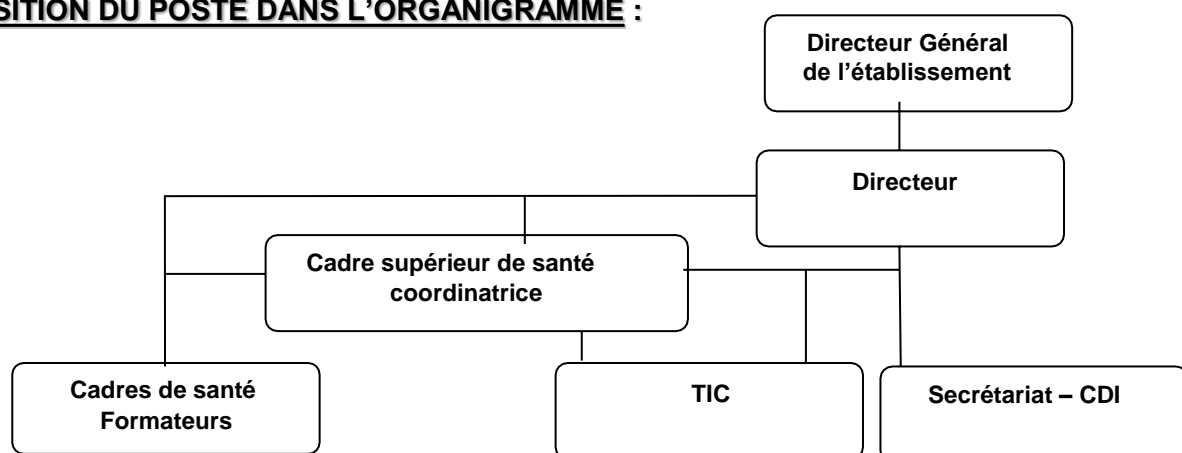 SITION DU POSTE DANS L'ORGANIGRAMME :
Directeur Général
de l'établissement
Directeur
Cadre supérieur de santé
coordinatrice
Cadres de santé
Formateurs
TIC
Secrétariat – CDI